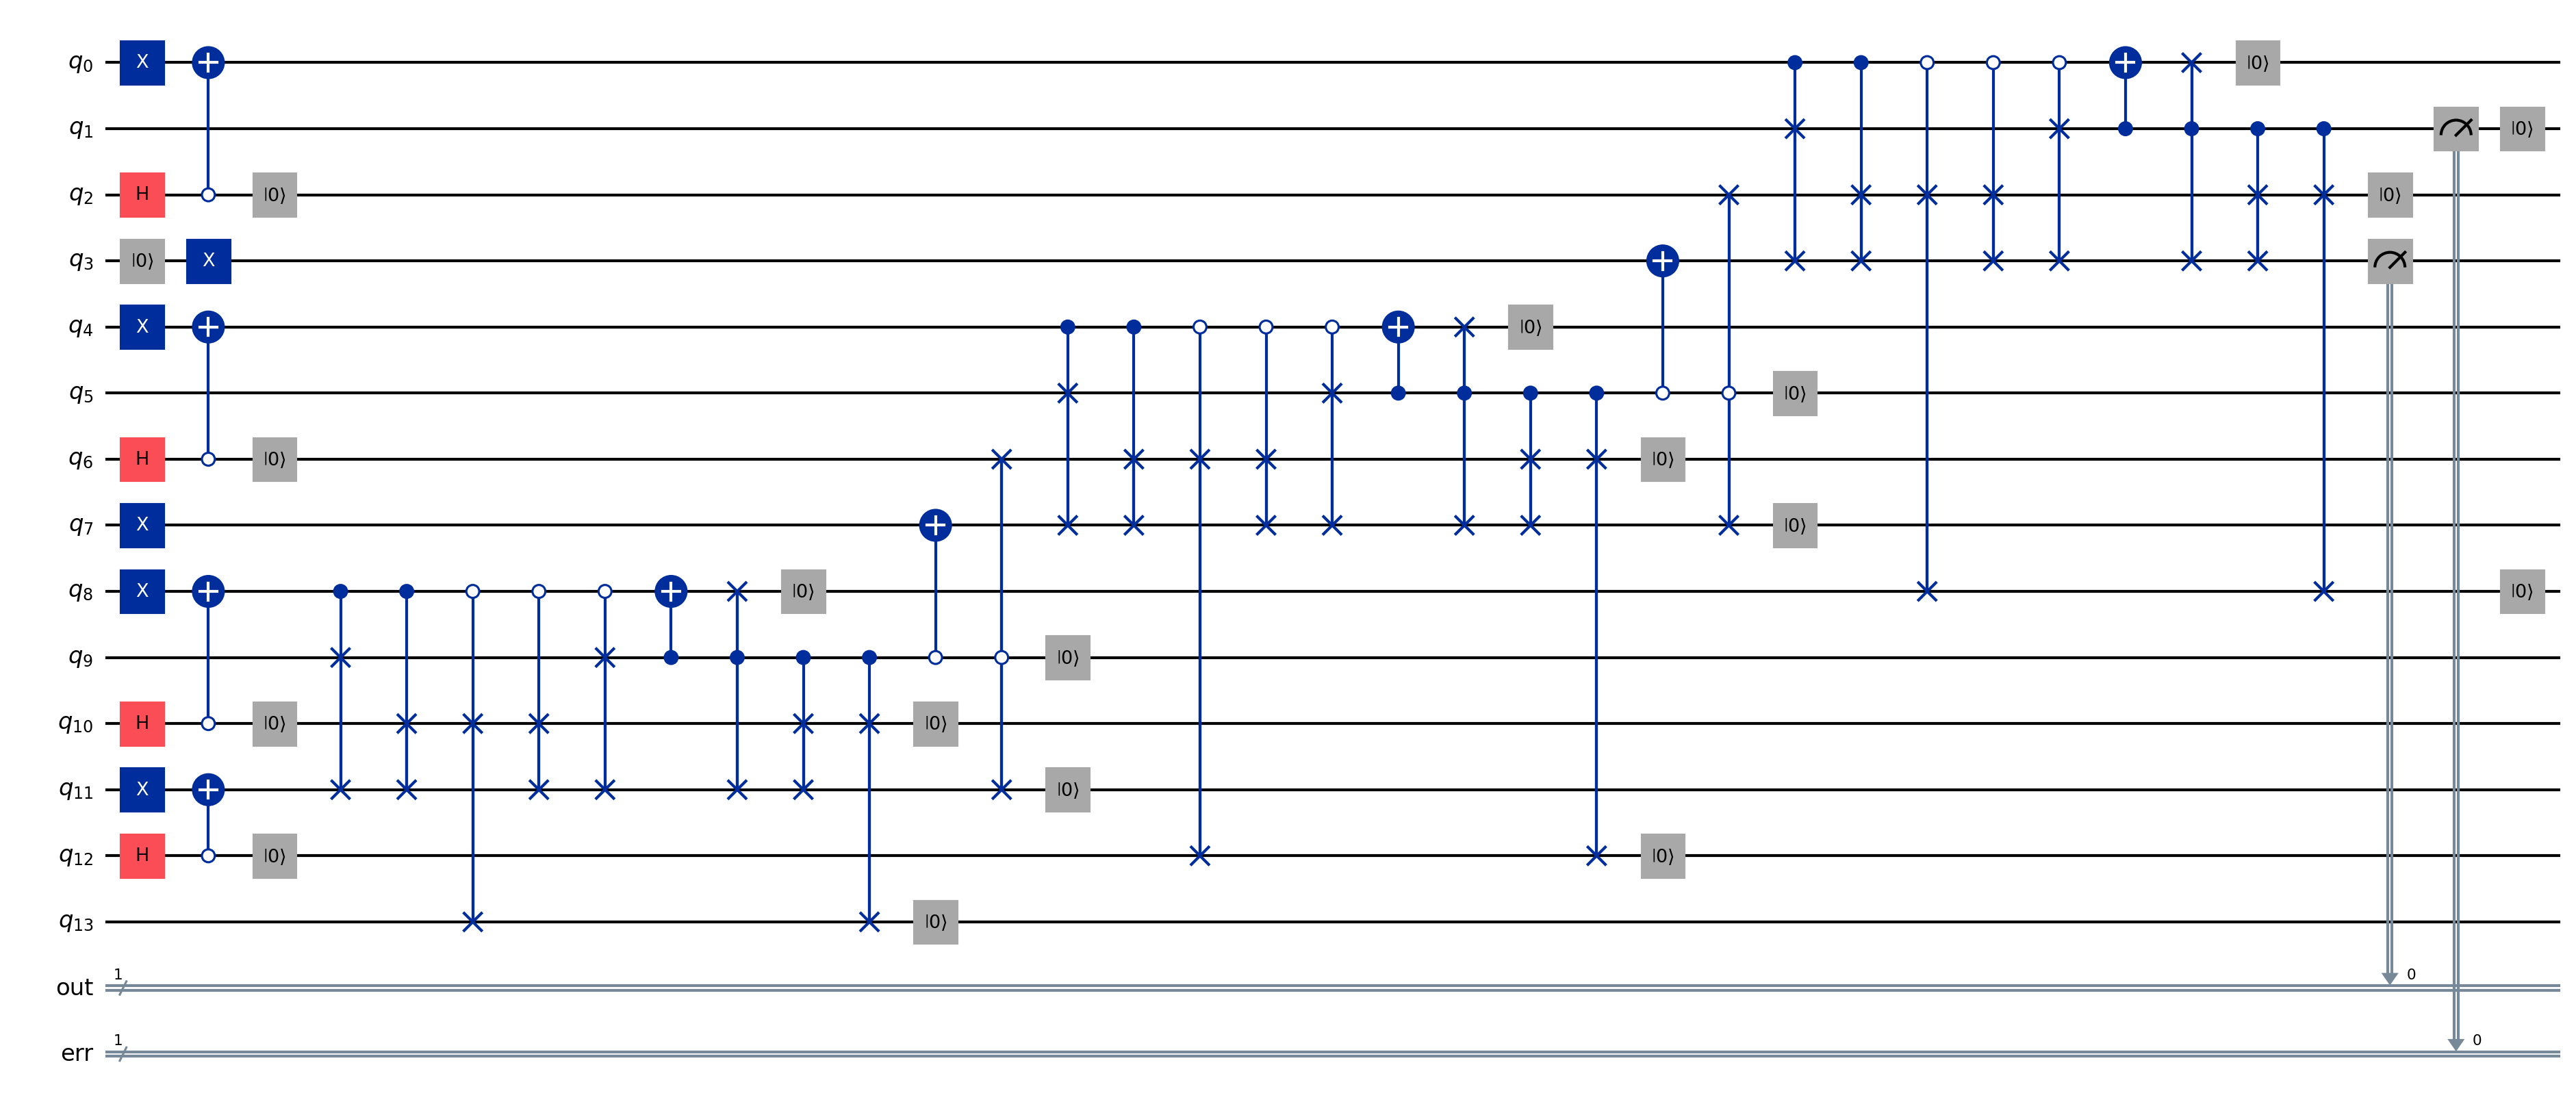 q0 X |0⟩
q1 |0⟩
q2 H |0⟩ |0⟩
q3 |0⟩ X
q4 X |0⟩
q5 |0⟩
q6 H |0⟩ |0⟩
q7 X |0⟩
q8 X |0⟩ |0⟩
q9 |0⟩
q10 H |0⟩ |0⟩
q11 X |0⟩
q12 H |0⟩ |0⟩
q13 |0⟩
out 1 0
err 1 0